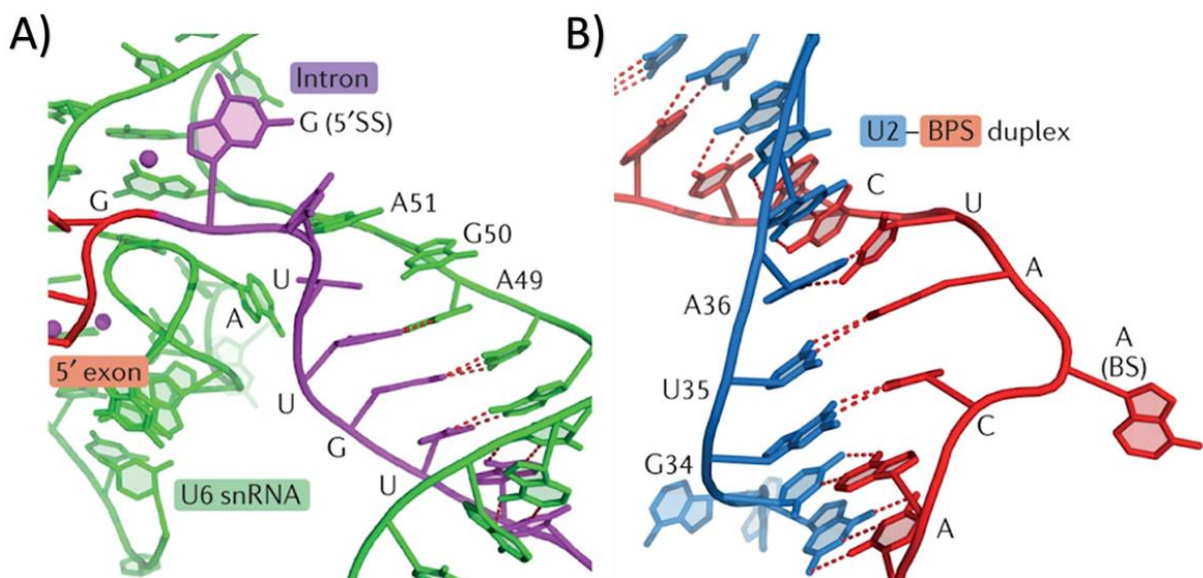 A)
Intron
G (5′SS)
G
A51
G50
U
A49
A
5′ exon
U
G
U6 snRNA
U
B)
U2–BPS duplex
C
U
A
A36
A
(BS)
U35
C
G34
A